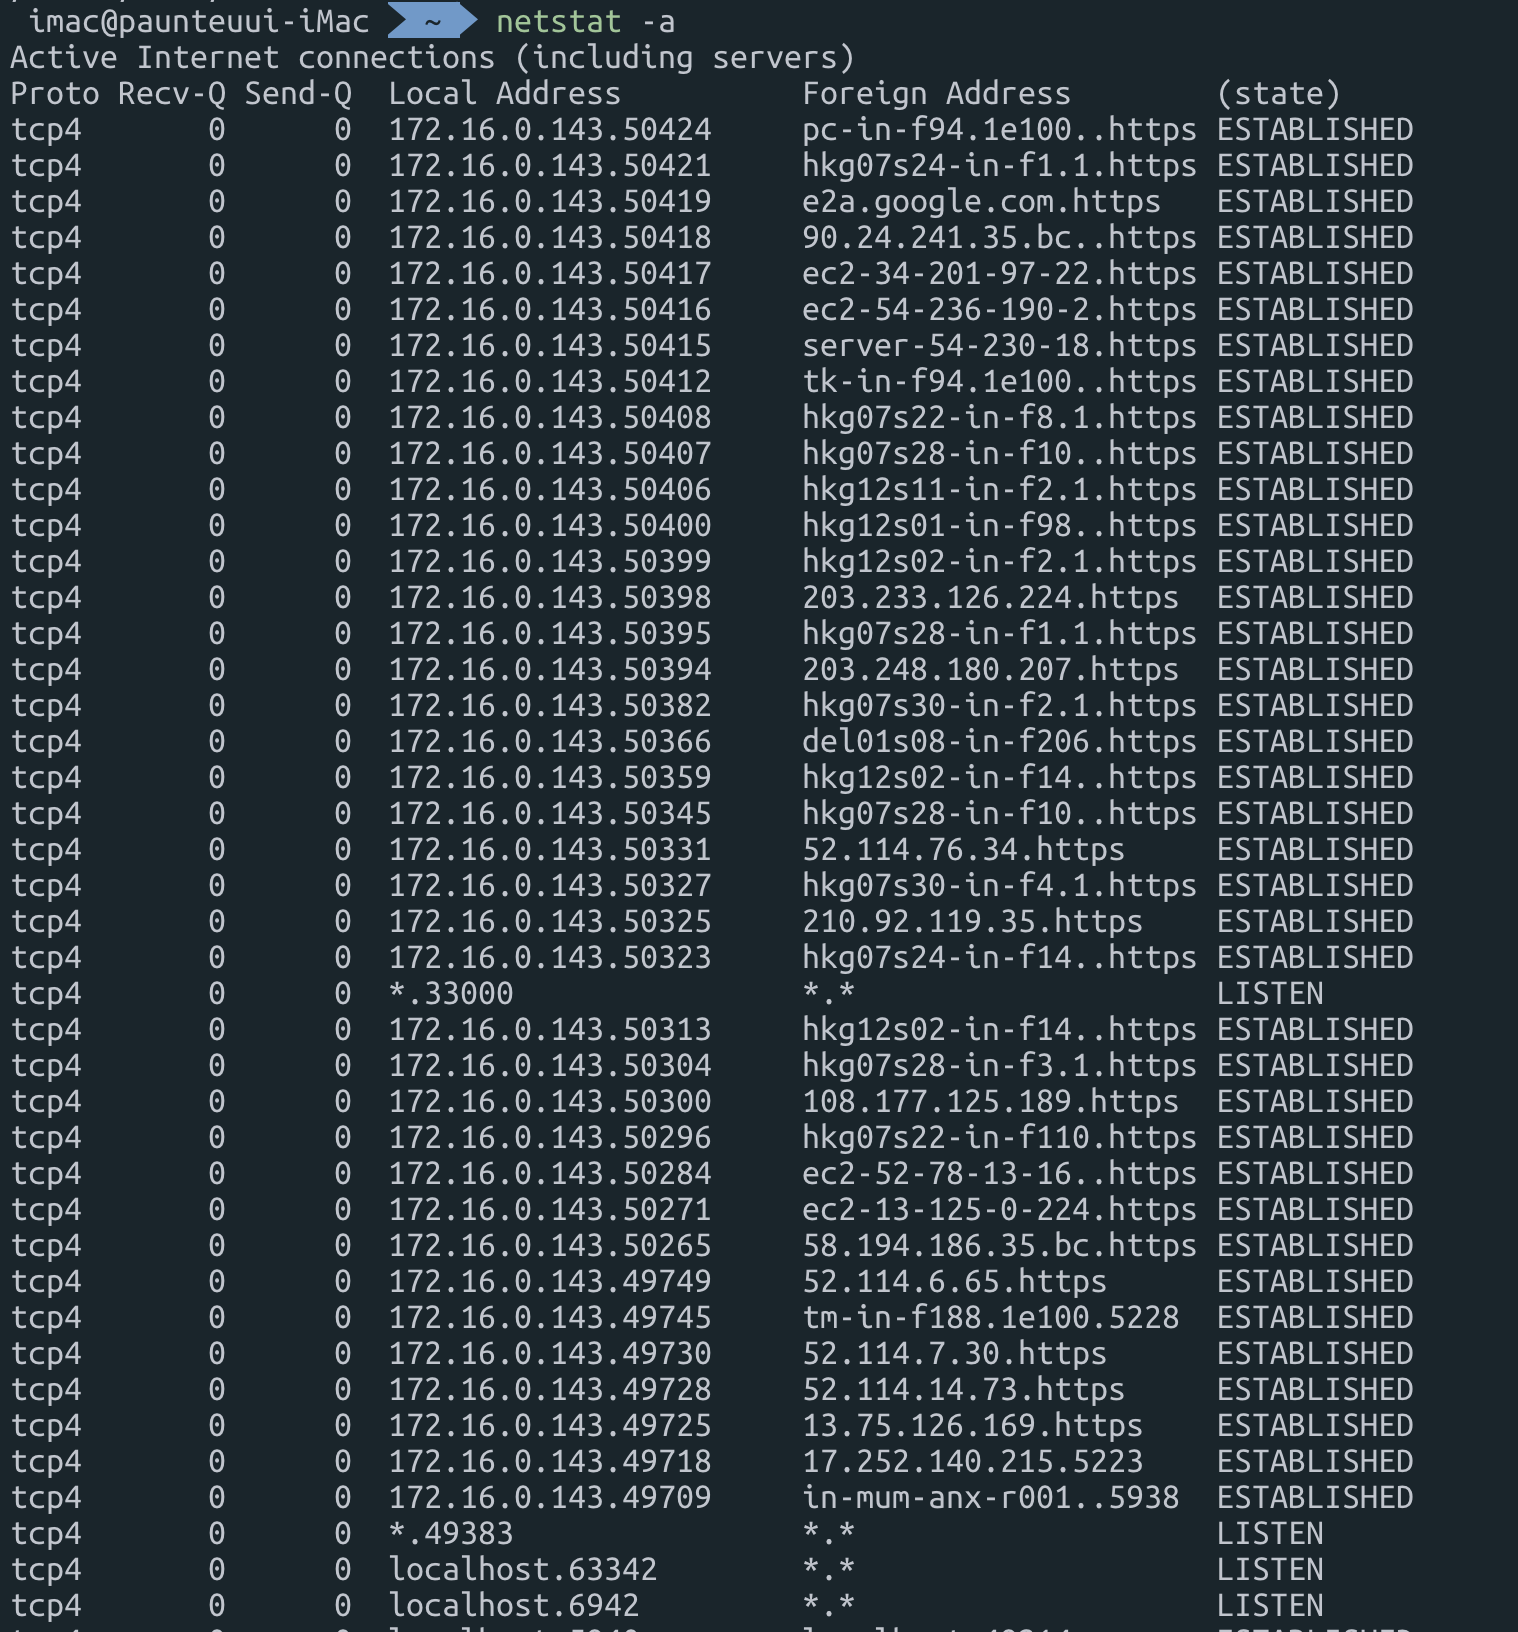 imac@paunteuui-iMac ~ netstat -a
Active Internet connections (including servers)
Proto Recv-Q Send-Q  Local Address          Foreign Address        (state)
tcp4       0      0  172.16.0.143.50424     pc-in-f94.1e100..https ESTABLISHED
tcp4       0      0  172.16.0.143.50421     hkg07s24-in-f1.1.https ESTABLISHED
tcp4       0      0  172.16.0.143.50419     e2a.google.com.https   ESTABLISHED
tcp4       0      0  172.16.0.143.50418     90.24.241.35.bc..https ESTABLISHED
tcp4       0      0  172.16.0.143.50417     ec2-34-201-97-22.https ESTABLISHED
tcp4       0      0  172.16.0.143.50416     ec2-54-236-190-2.https ESTABLISHED
tcp4       0      0  172.16.0.143.50415     server-54-230-18.https ESTABLISHED
tcp4       0      0  172.16.0.143.50412     tk-in-f94.1e100..https ESTABLISHED
tcp4       0      0  172.16.0.143.50408     hkg07s22-in-f8.1.https ESTABLISHED
tcp4       0      0  172.16.0.143.50407     hkg07s28-in-f10..https ESTABLISHED
tcp4       0      0  172.16.0.143.50406     hkg12s11-in-f2.1.https ESTABLISHED
tcp4       0      0  172.16.0.143.50400     hkg12s01-in-f98..https ESTABLISHED
tcp4       0      0  172.16.0.143.50399     hkg12s02-in-f2.1.https ESTABLISHED
tcp4       0      0  172.16.0.143.50398     203.233.126.224.https  ESTABLISHED
tcp4       0      0  172.16.0.143.50395     hkg07s28-in-f1.1.https ESTABLISHED
tcp4       0      0  172.16.0.143.50394     203.248.180.207.https  ESTABLISHED
tcp4       0      0  172.16.0.143.50382     hkg07s30-in-f2.1.https ESTABLISHED
tcp4       0      0  172.16.0.143.50366     del01s08-in-f206.https ESTABLISHED
tcp4       0      0  172.16.0.143.50359     hkg12s02-in-f14..https ESTABLISHED
tcp4       0      0  172.16.0.143.50345     hkg07s28-in-f10..https ESTABLISHED
tcp4       0      0  172.16.0.143.50331     52.114.76.34.https     ESTABLISHED
tcp4       0      0  172.16.0.143.50327     hkg07s30-in-f4.1.https ESTABLISHED
tcp4       0      0  172.16.0.143.50325     210.92.119.35.https    ESTABLISHED
tcp4       0      0  172.16.0.143.50323     hkg07s24-in-f14..https ESTABLISHED
tcp4       0      0  *.33000                *.*                    LISTEN
tcp4       0      0  172.16.0.143.50313     hkg12s02-in-f14..https ESTABLISHED
tcp4       0      0  172.16.0.143.50304     hkg07s28-in-f3.1.https ESTABLISHED
tcp4       0      0  172.16.0.143.50300     108.177.125.189.https  ESTABLISHED
tcp4       0      0  172.16.0.143.50296     hkg07s22-in-f110.https ESTABLISHED
tcp4       0      0  172.16.0.143.50284     ec2-52-78-13-16..https ESTABLISHED
tcp4       0      0  172.16.0.143.50271     ec2-13-125-0-224.https ESTABLISHED
tcp4       0      0  172.16.0.143.50265     58.194.186.35.bc.https ESTABLISHED
tcp4       0      0  172.16.0.143.49749     52.114.6.65.https      ESTABLISHED
tcp4       0      0  172.16.0.143.49745     tm-in-f188.1e100.5228  ESTABLISHED
tcp4       0      0  172.16.0.143.49730     52.114.7.30.https      ESTABLISHED
tcp4       0      0  172.16.0.143.49728     52.114.14.73.https     ESTABLISHED
tcp4       0      0  172.16.0.143.49725     13.75.126.169.https    ESTABLISHED
tcp4       0      0  172.16.0.143.49718     17.252.140.215.5223    ESTABLISHED
tcp4       0      0  172.16.0.143.49709     in-mum-anx-r001..5938  ESTABLISHED
tcp4       0      0  *.49383                *.*                    LISTEN
tcp4       0      0  localhost.63342        *.*                    LISTEN
tcp4       0      0  localhost.6942         *.*                    LISTEN